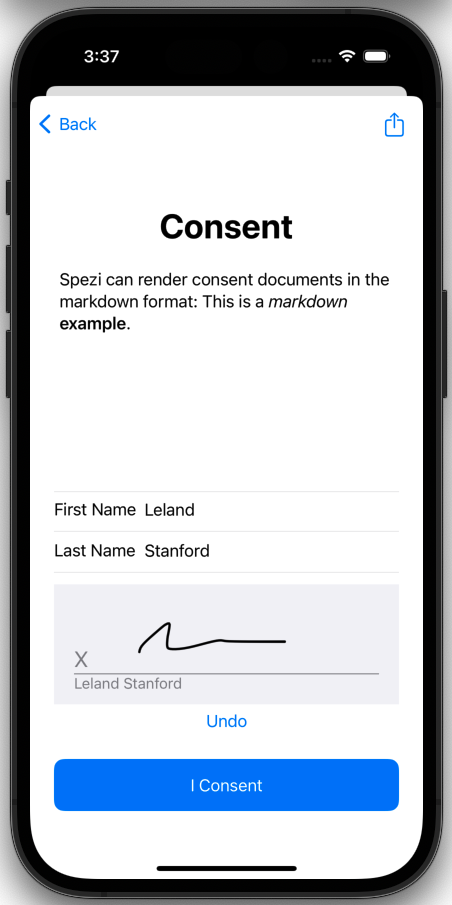 3:37
Back
Consent
Spezi can render consent documents in the
markdown format: This is a markdown
example.
First Name Leland
Last Name Stanford
X
Leland Stanford
Undo
I Consent